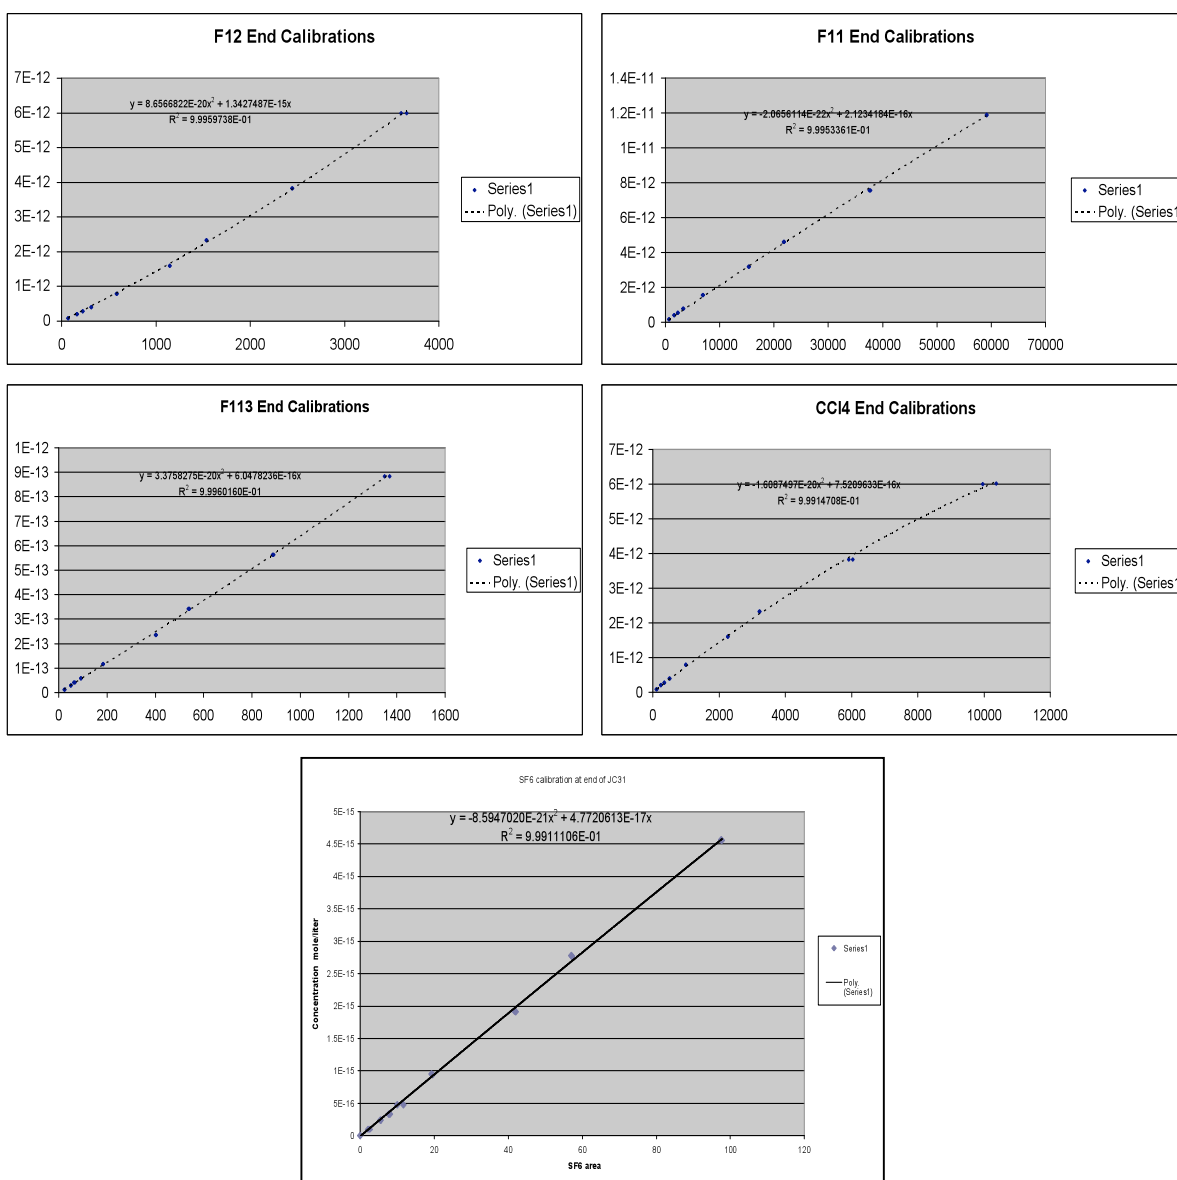 F12 End Calibrations
7E-12
6E-12
5E-12
4E-12
3E-12
2E-12
1E-12
0
y = 8.6566822E-20x² + 1.3427487E-15x
R² = 9.9959738E-01
0 1000 2000 3000 4000
Series1
Poly. (Series1)
F11 End Calibrations
1.4E-11
1.2E-11
1E-11
8E-12
6E-12
4E-12
2E-12
0
y = -2.0656114E-22x² + 2.1234184E-16x
R² = 9.9953361E-01
0 10000 20000 30000 40000 50000 60000 70000
Series1
Poly. (Series1)
F113 End Calibrations
1E-12
9E-13
8E-13
7E-13
6E-13
5E-13
4E-13
3E-13
2E-13
1E-13
0
y = 3.3758275E-20x² + 6.0478236E-16x
R² = 9.9960160E-01
0 200 400 600 800 1000 1200 1400 1600
Series1
Poly. (Series1)
CCl4 End Calibrations
7E-12
6E-12
5E-12
4E-12
3E-12
2E-12
1E-12
0
y = -1.6087497E-20x² + 7.5209633E-16x
R² = 9.9914708E-01
0 2000 4000 6000 8000 10000 12000
Series1
Poly. (Series1)
SF6 calibration at end of JC31
5E-15
4.5E-15
4E-15
3.5E-15
3E-15
2.5E-15
2E-15
1.5E-15
1E-15
5E-16
0
Concentration mole/liter
y = -8.5947020E-21x² + 4.7720613E-17x
R² = 9.9911106E-01
0 20 40 60 80 100 120
SF6 area
Series1
Poly.
(Series1)